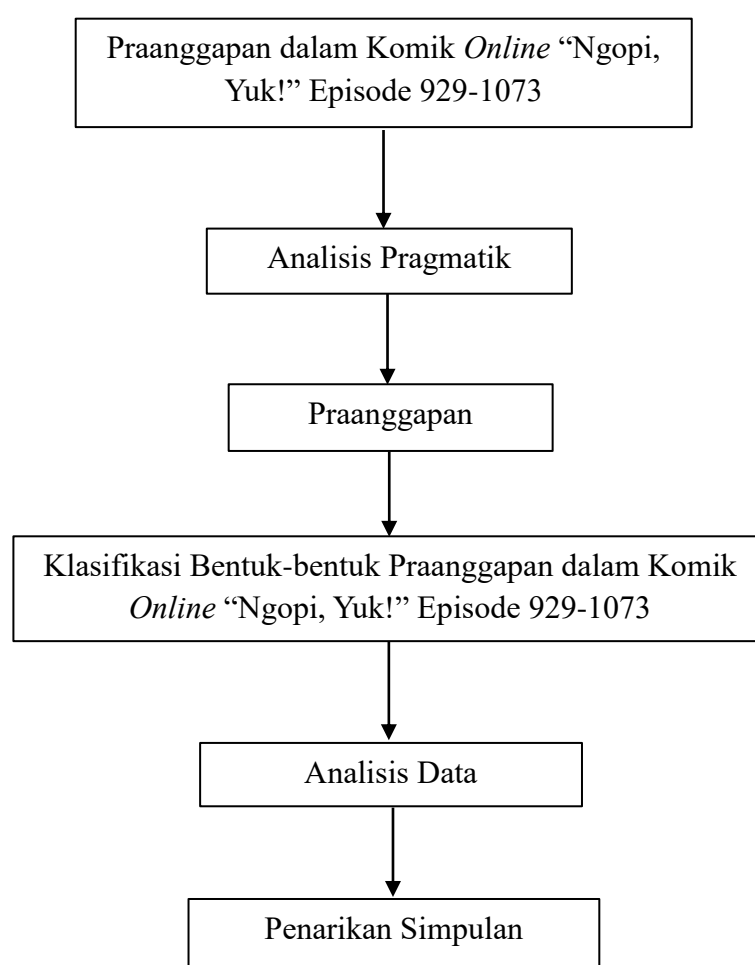 Praanggapan dalam Komik Online “Ngopi,
Yuk!” Episode 929-1073
Analisis Pragmatik
Praanggapan
Klasifikasi Bentuk-bentuk Praanggapan dalam Komik
Online “Ngopi, Yuk!” Episode 929-1073
Analisis Data
Penarikan Simpulan